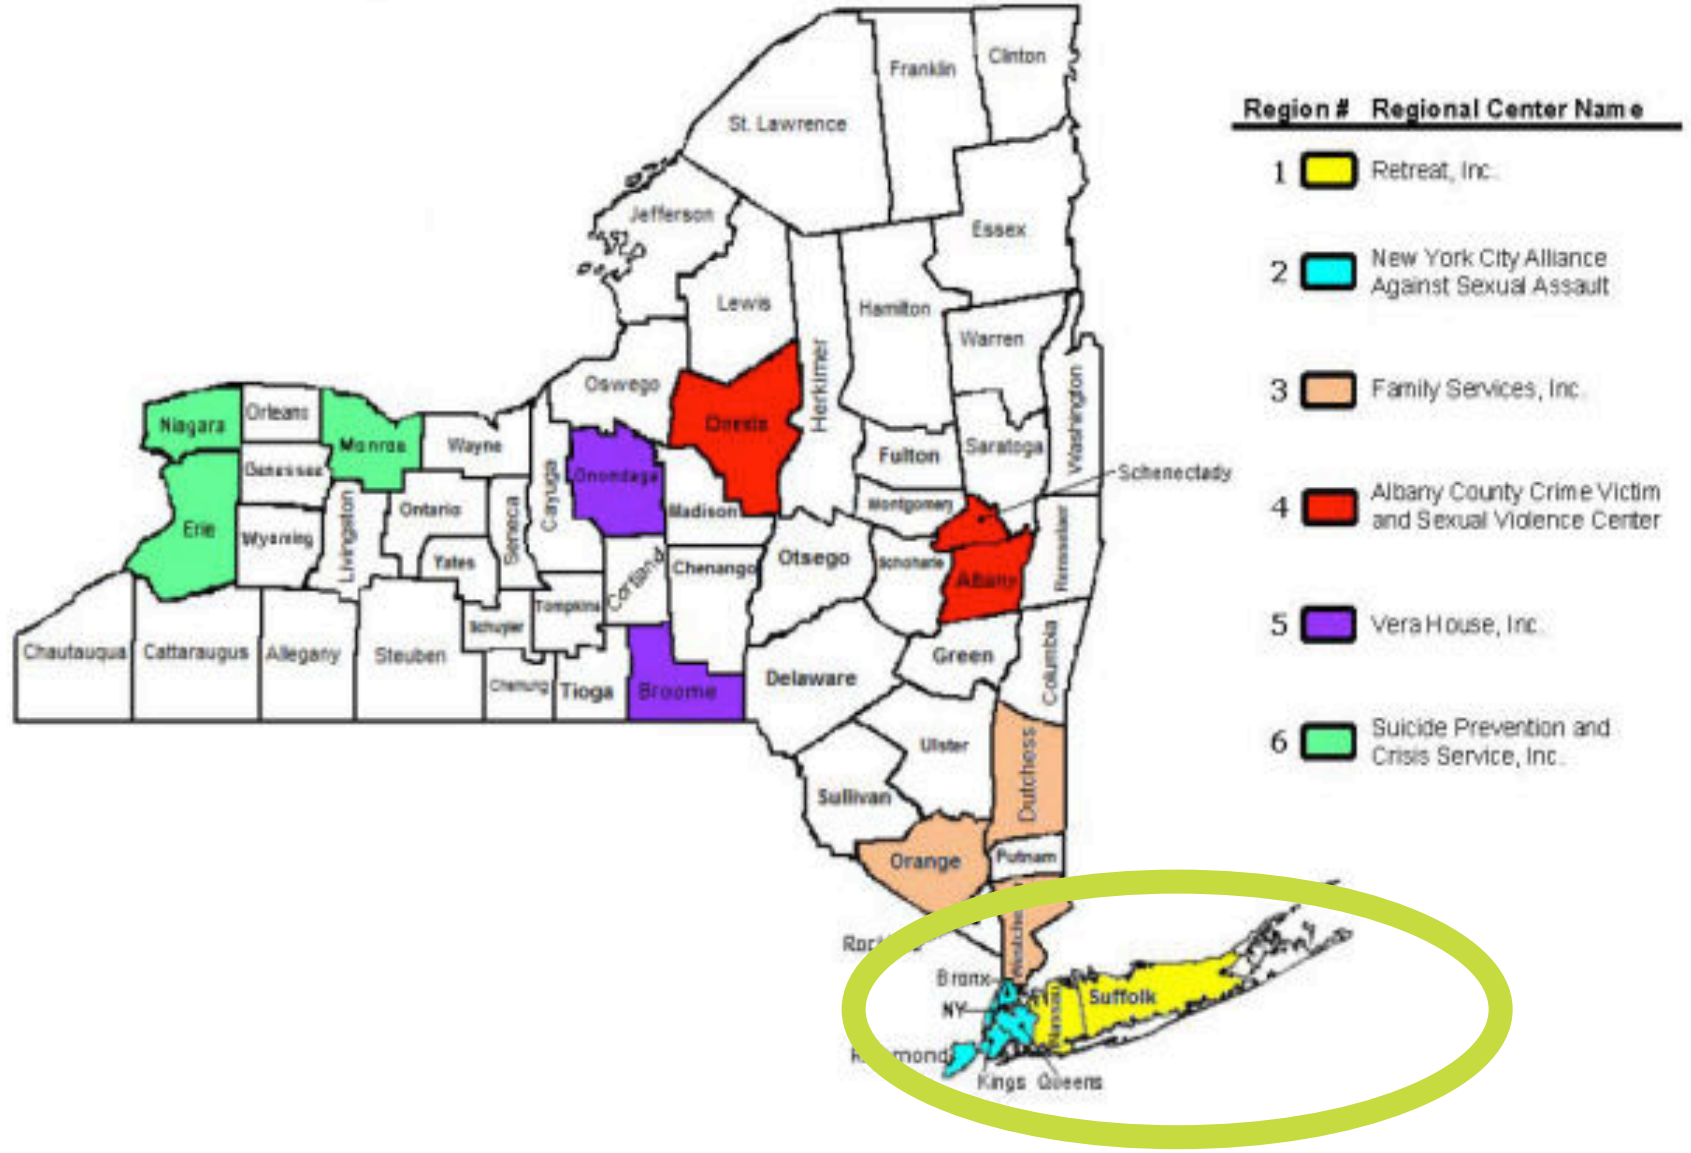 Clinton
Franklin
St. Lawrence
Jefferson
Essex
Lewis
Hamilton
Warren
Herkimer
Washington
Oswego
Niagara
Orleans
Monroe
Wayne
Fulton
Saratoga
Genessee
Onondaga
Cayuga
Schenectady
Erie
Wyoming
Livingston
Ontario
Seneca
Madison
Montgomery
Rensselaer
Yates
Cortland
Chenango
Otsego
Schoharie
Albany
Tompkins
Schuyler
Chautauqua
Cattaraugus
Allegany
Steuben
Chemung
Tioga
Broome
Delaware
Green
Columbia
Ulster
Dutchess
Sullivan
Orange
Putnam
Bronx
NY
Nassau
Suffolk
Kings
Queens
Region # Regional Center Name
1 Retreat, Inc.
2 New York City Alliance
Against Sexual Assault
3 Family Services, Inc.
4 Albany County Crime Victim
and Sexual Violence Center
5 Vera House, Inc.
6 Suicide Prevention and
Crisis Service, Inc.